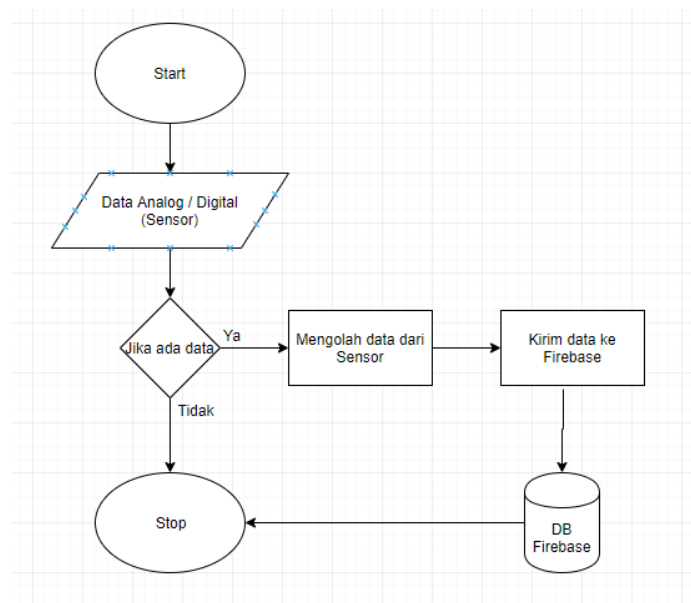 Start
Data Analog / Digital
(Sensor)
Jika ada data
Ya
Mengolah data dari
Sensor
Kirim data ke
Firebase
Tidak
Stop
DB
Firebase